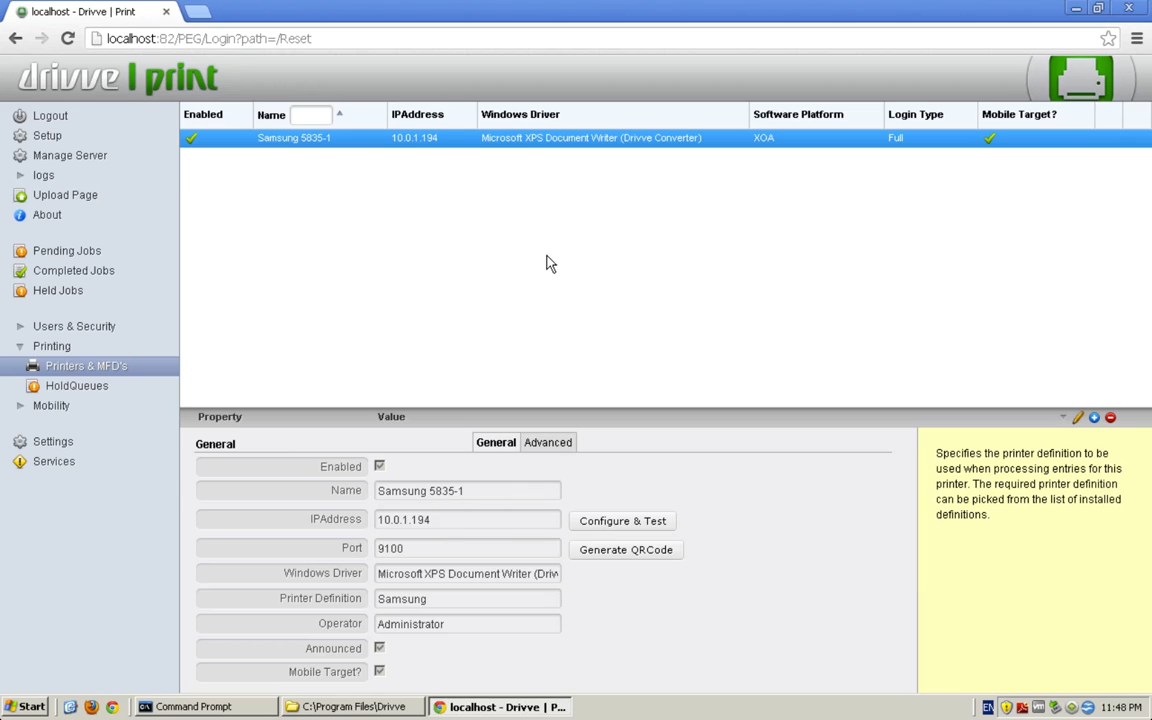 localhost - Drivve | Print
localhost:82/PEG/Login?path=/Reset
drivve | print
Logout
Setup
Manage Server
logs
Upload Page
About
Pending Jobs
Completed Jobs
Held Jobs
Users & Security
Printing
Printers & MFD's
HoldQueues
Mobility
Settings
Services
Enabled Name IPAddress Windows Driver Software Platform Login Type Mobile Target?
Samsung 5835-1 10.0.1.194 Microsoft XPS Document Writer (Drivve Converter) XOA Full
Property Value
General General Advanced
Enabled
Name Samsung 5835-1
IPAddress 10.0.1.194 Configure & Test
Port 9100 Generate QRCode
Windows Driver Microsoft XPS Document Writer (Driv
Printer Definition Samsung
Operator Administrator
Announced
Mobile Target?
Specifies the printer definition to be
used when processing entries for this
printer. The required printer definition
can be picked from the list of installed
definitions.
Start Command Prompt C:\Program Files\Drivve localhost - Drivve | P... EN 11:48 PM